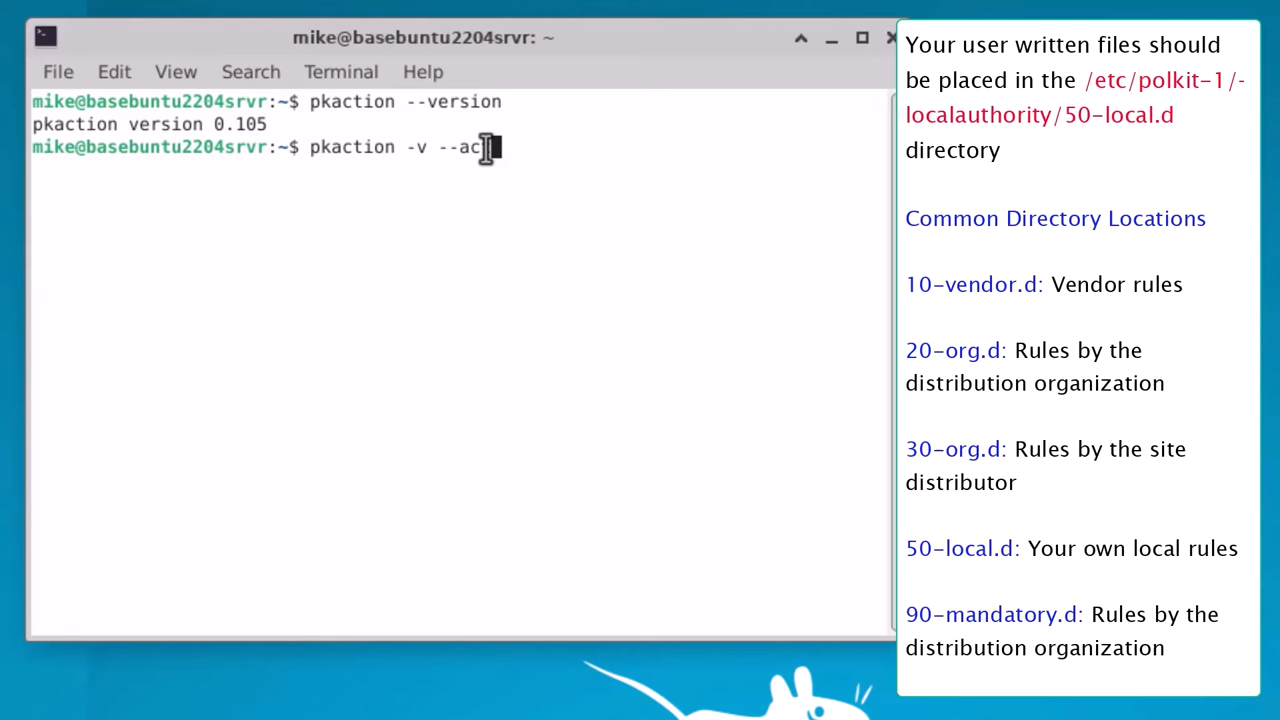 mike@basebuntu2204srvr: ~
File Edit View Search Terminal Help
mike@basebuntu2204srvr:~$ pkaction --version
pkaction version 0.105
mike@basebuntu2204srvr:~$ pkaction -v --ac
Your user written files should
be placed in the /etc/polkit-1/-
localauthority/50-local.d
directory
Common Directory Locations
10-vendor.d: Vendor rules
20-org.d: Rules by the
distribution organization
30-org.d: Rules by the site
distributor
50-local.d: Your own local rules
90-mandatory.d: Rules by the
distribution organization